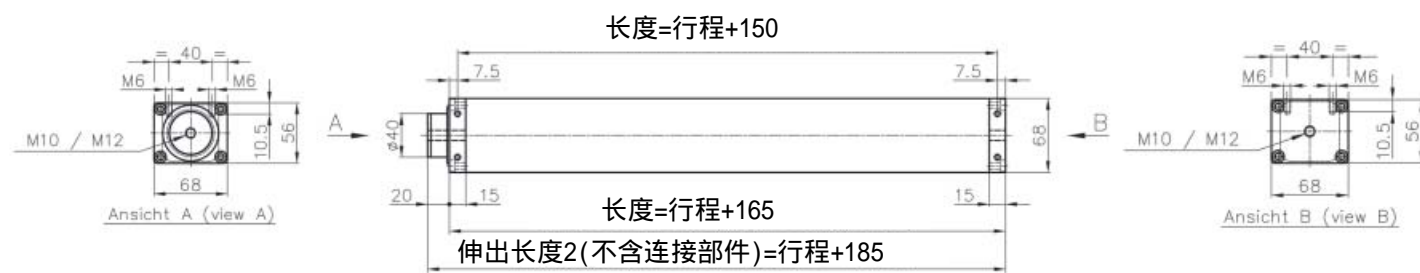 长度=行程+150
= 40 =
7.5
7.5
= 40 =
M6
M6
M6
M6
M10 / M12
10.5
56
A
ø40
68
B
M10 / M12
10.5
56
68
20
15
长度=行程+165
15
68
Ansicht A (view A)
伸出长度2(不含连接部件)=行程+185
Ansicht B (view B)